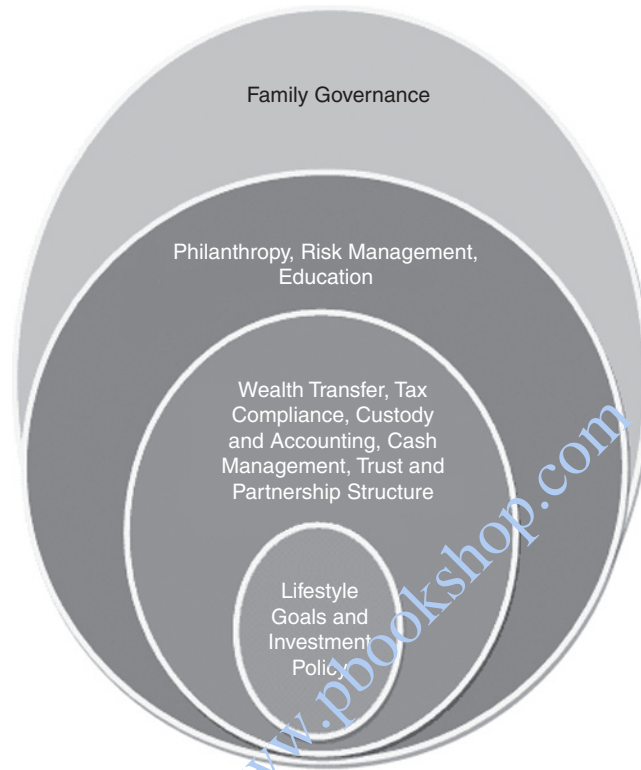 Family Governance
Philanthropy, Risk Management,
Education
Wealth Transfer, Tax
Compliance, Custody
and Accounting, Cash
Management, Trust and
Partnership Structure
Lifestyle
Goals and
Investment
Policy
www.pbookshop.com